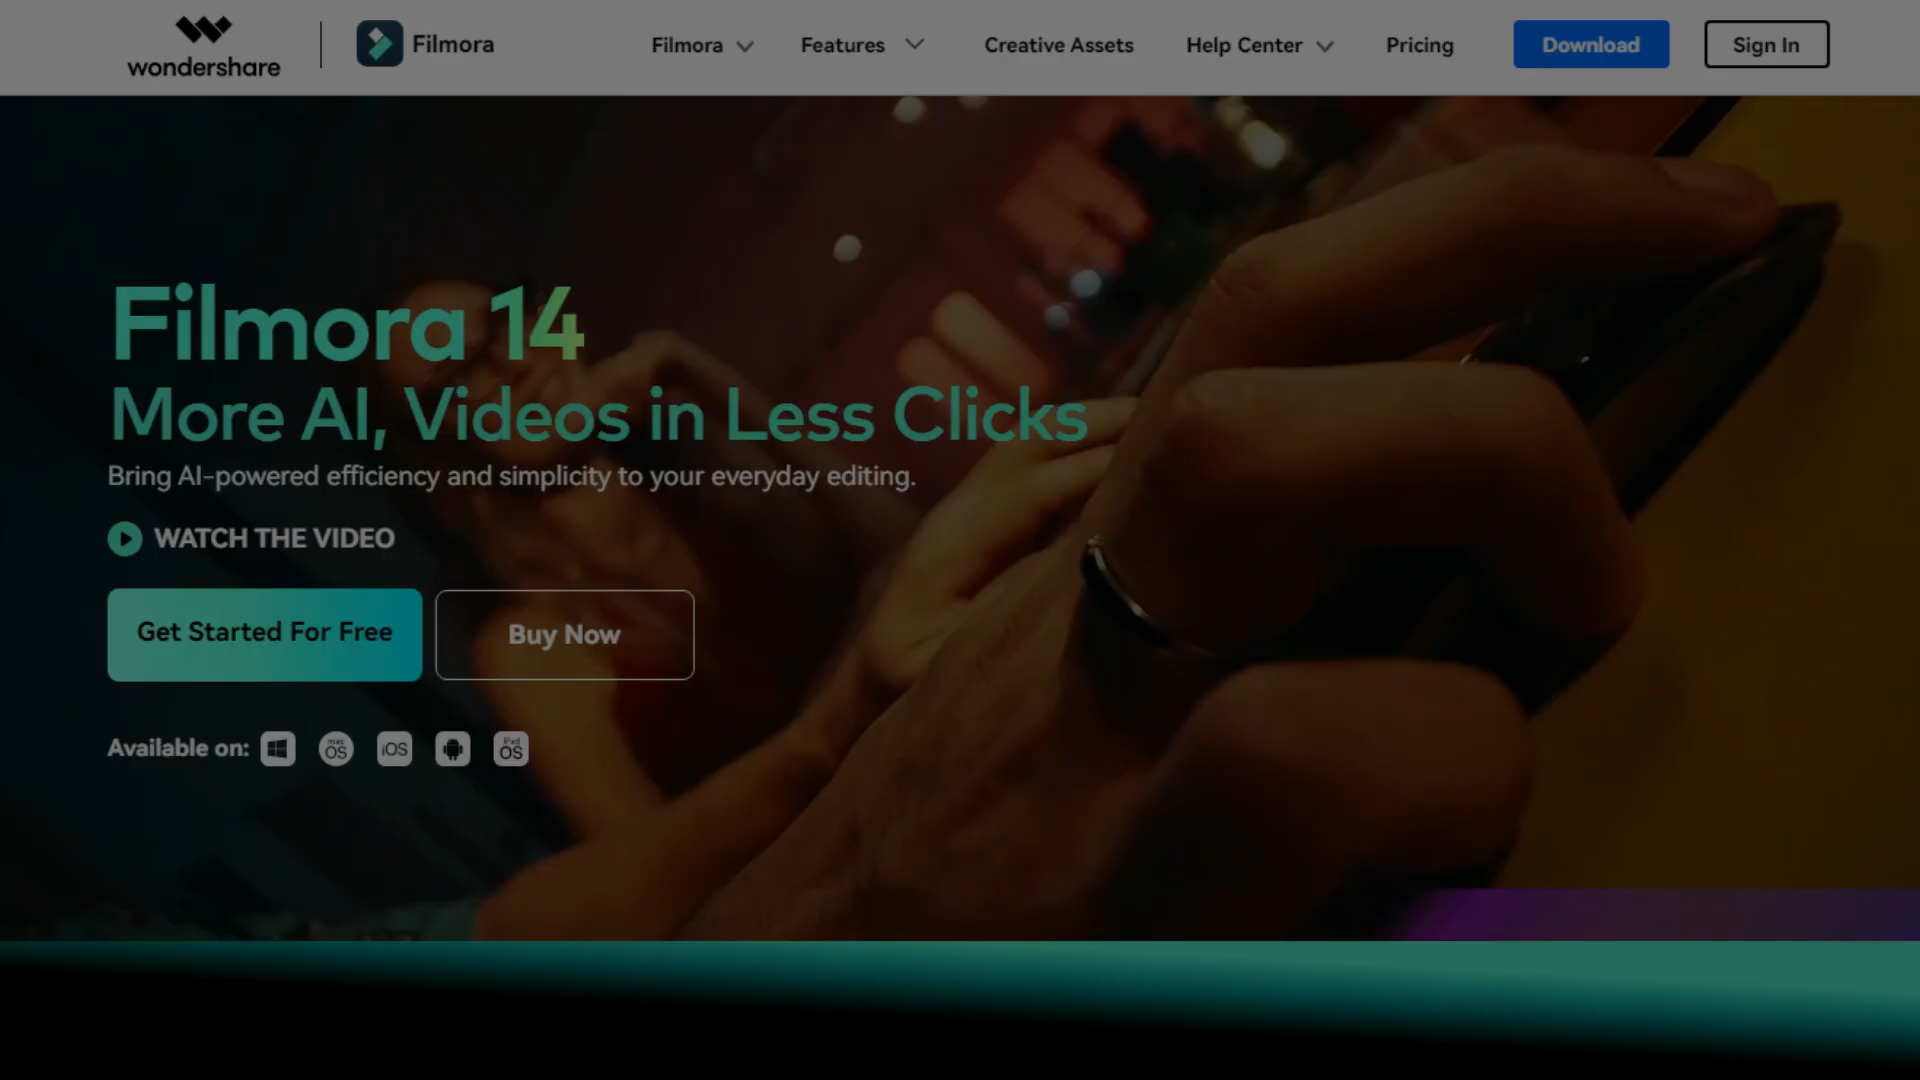 wondershare
Filmora
Filmora
Features
Creative Assets
Help Center
Pricing
Download
Sign In
Filmora 14
More AI, Videos in Less Clicks
Bring AI-powered efficiency and simplicity to your everyday editing.
WATCH THE VIDEO
Get Started For Free
Buy Now
Available on:
mac OS
iOS
iPad OS